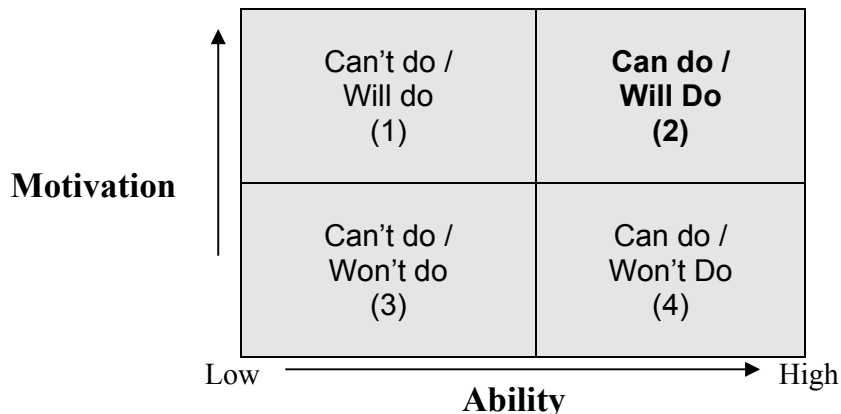 Can’t do /
Will do
(1)
Can do /
Will Do
(2)
Motivation
Can’t do /
Won’t do
(3)
Can do /
Won’t Do
(4)
Low
High
Ability